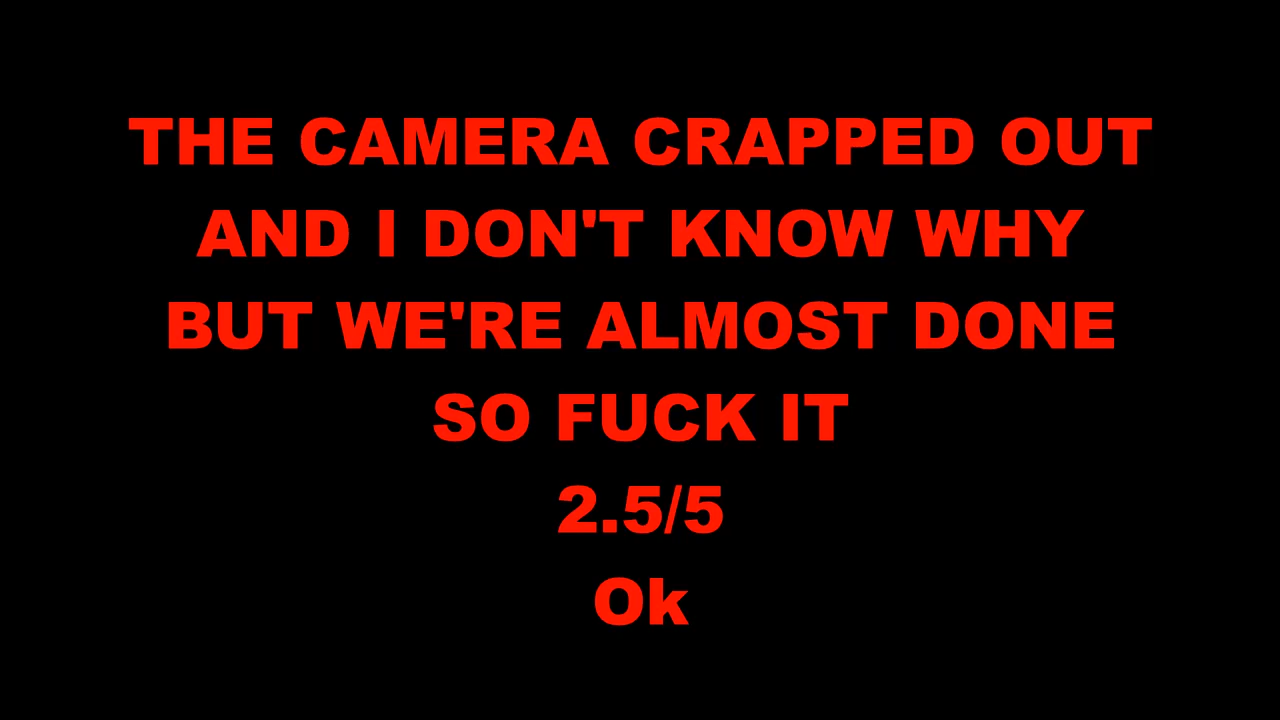 THE CAMERA CRAPPED OUT
AND I DON'T KNOW WHY
BUT WE'RE ALMOST DONE
SO FUCK IT
2.5/5
Ok